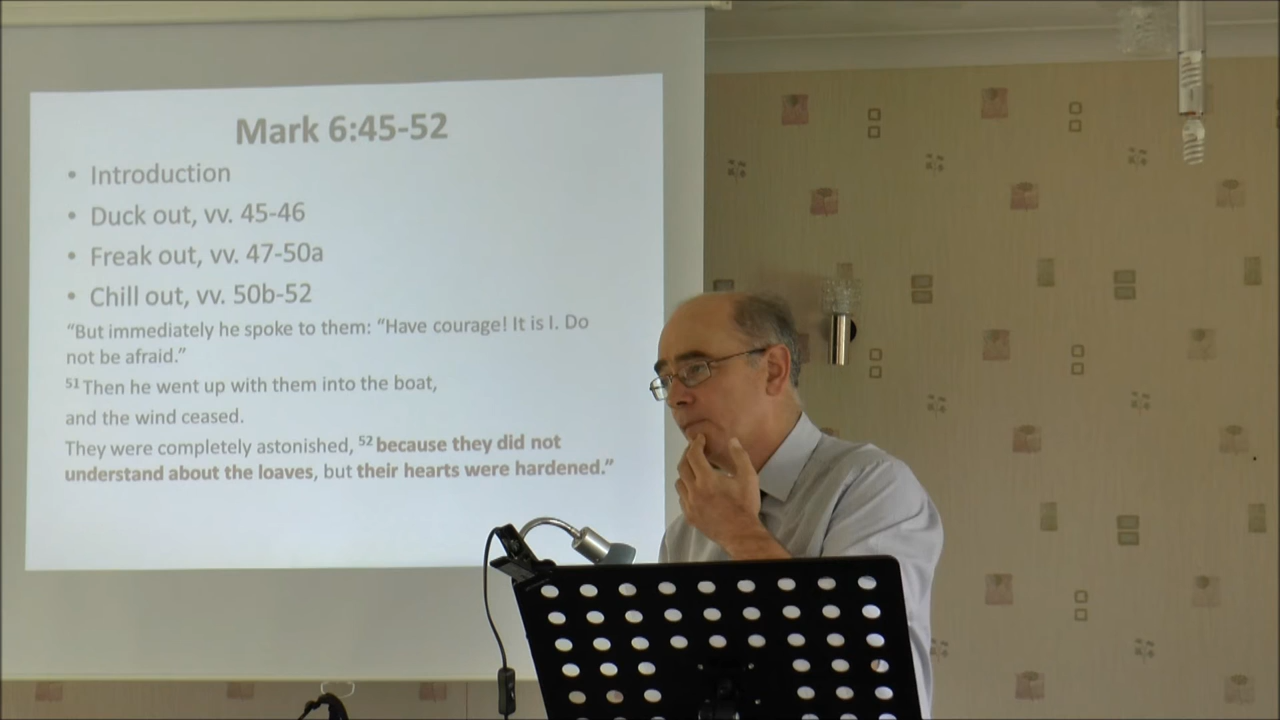 Mark 6:45-52
• Introduction
• Duck out, vv. 45-46
• Freak out, vv. 47-50a
• Chill out, vv. 50b-52
“But immediately he spoke to them: “Have courage! It is I. Do
not be afraid.”
51 Then he went up with them into the boat,
and the wind ceased.
They were completely astonished, 52 because they did not
understand about the loaves, but their hearts were hardened.”